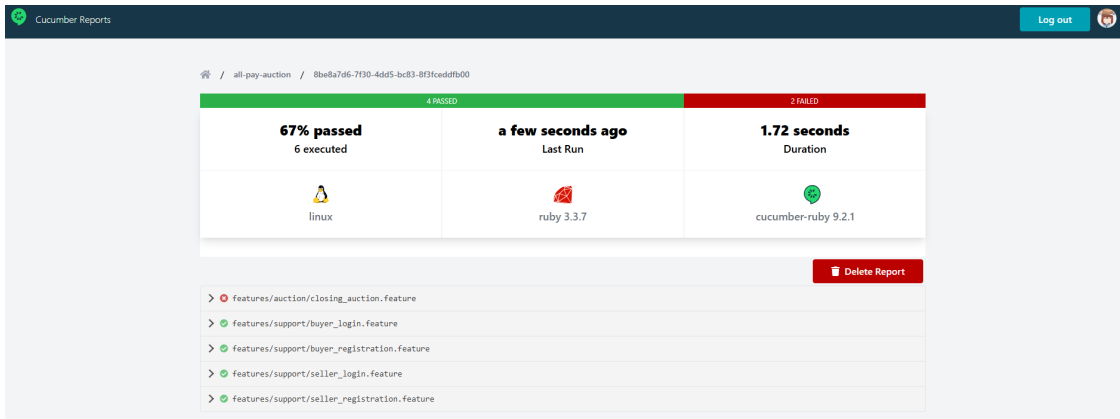 Cucumber Reports
Log out
/ all-pay-auction / 8be8a7d6-7f30-4dd5-bc83-8f3fceddfb00
4 PASSED
2 FAILED
67% passed
6 executed
a few seconds ago
Last Run
1.72 seconds
Duration
linux
ruby 3.3.7
cucumber-ruby 9.2.1
Delete Report
features/auction/closing_auction.feature
features/support/buyer_login.feature
features/support/buyer_registration.feature
features/support/seller_login.feature
features/support/seller_registration.feature